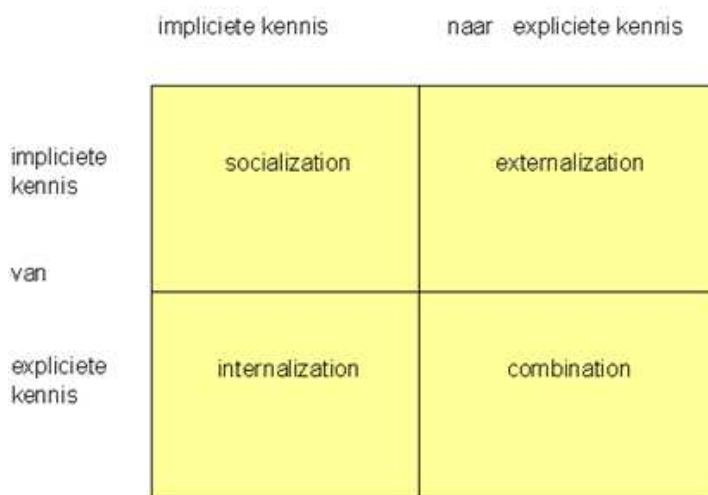 impliciete kennis naar expliciete kennis
impliciete
kennis
socialization externalization
van
expliciete
kennis
internalization combination